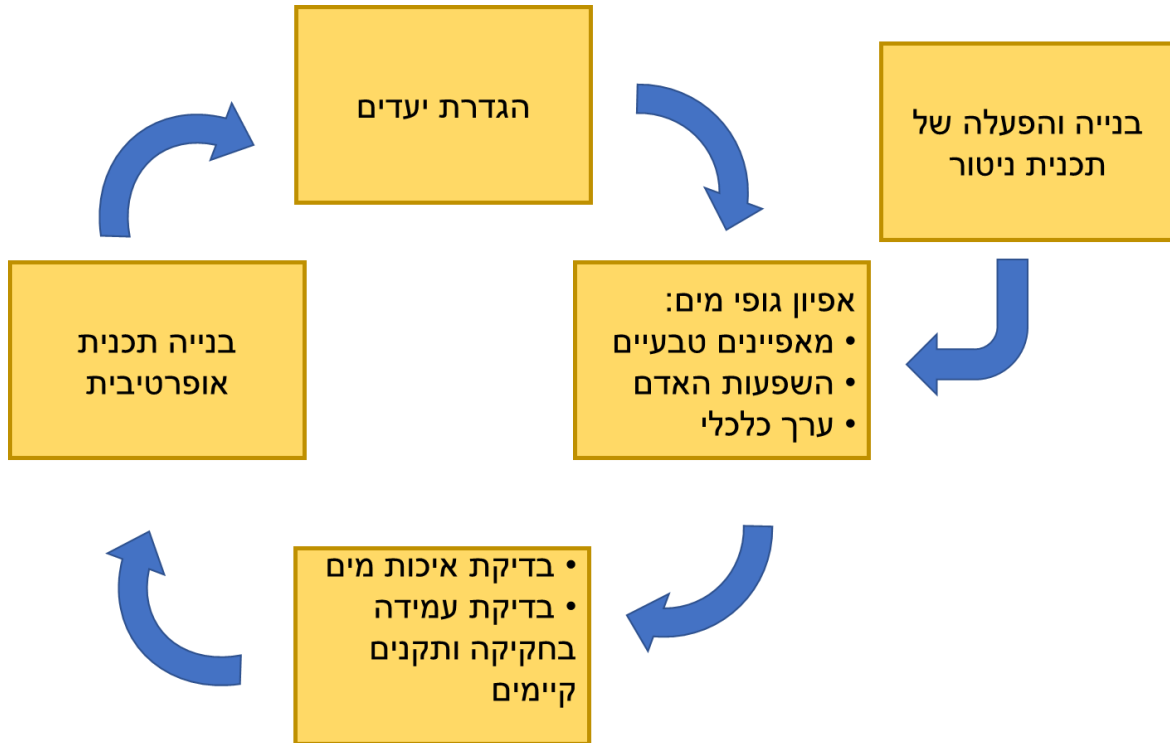 הגדרת יעדים
בנייה והפעלה של
תכנית ניטור
אפיון גופי מים:
• מאפיינים טבעיים
• השפעות האדם
• ערך כלכלי
• בדיקת איכות מים
• בדיקת עמידה
בחקיקה ותקנים
קיימים
בנייה תכנית
אופרטיבית